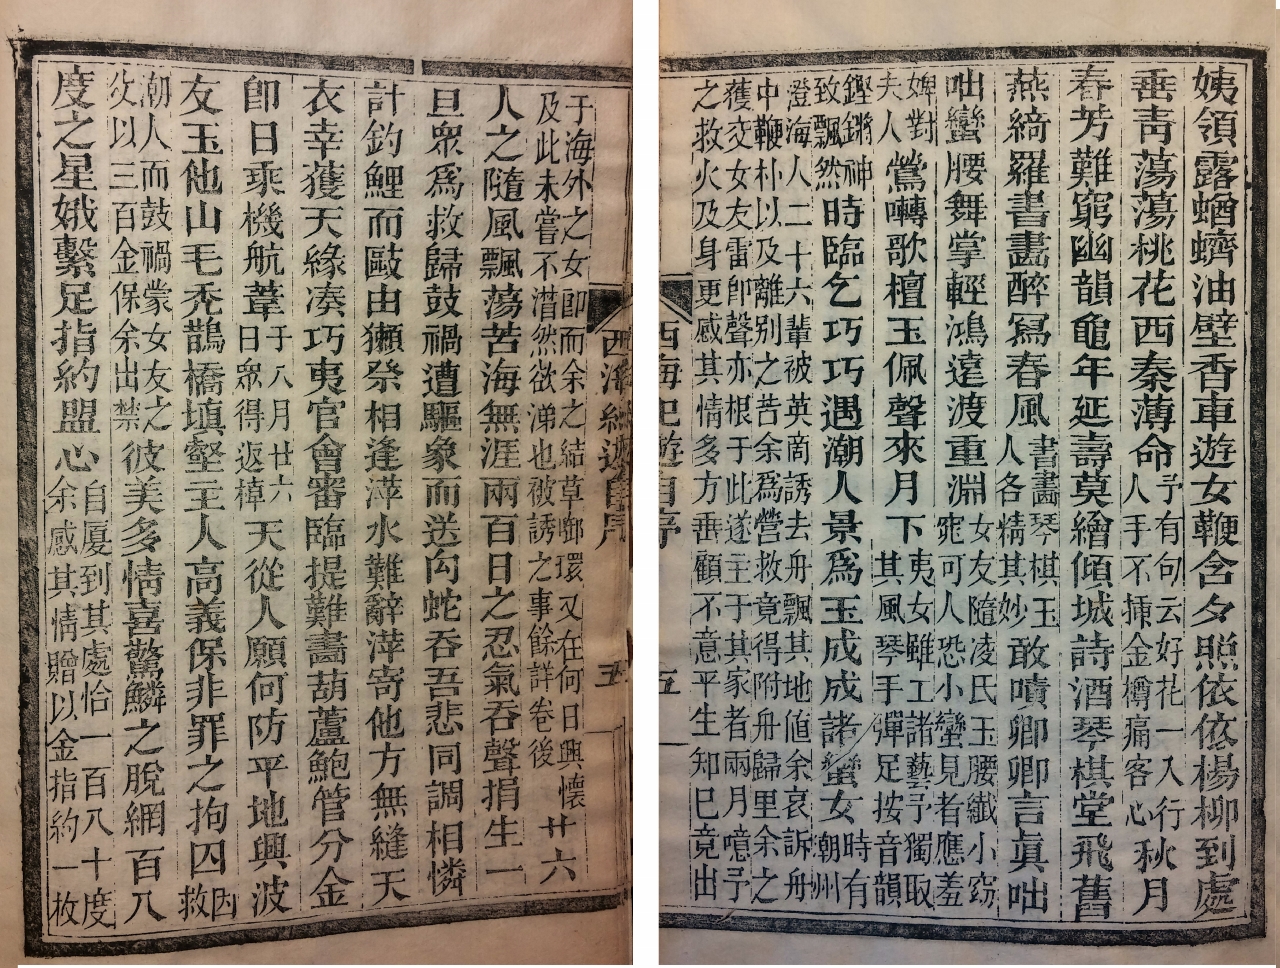 姨領露蝤蠐油壁香車遊女鞭含夕照依依楊柳到處
垂靑蕩蕩桃花西秦薄命予有句云好花一入行秋月人手不揷金樽痛客心
春芳難窮幽韻龜年延壽莫繪傾城詩酒琴棋堂飛舊
燕綺羅書畵醉寫春風書畵琴棋玉人各精其妙敢嘖卿卿言眞咄
咄蠻腰舞掌輕鴻遠渡重淵女友隨凌氏玉腰纎小窈窕可人恐小蠻見者應羞
婢對夫人鶯囀歌檀玉佩聲來月下夷女雖工諸藝予獨取其風琴手彈足按音韻
鏗鏘神致飄然時臨乞巧巧遇潮人景爲玉成成諸蠻女時有潮州
澄海人二十六輩被英商誘去舟飄其地値余哀訴舟
中鞭朴以及離別之苦余爲營救竟得附舟歸里余之
獲交女友雷卽聲亦根于此遂主于其家者兩月噫予
之救火及身更感其情多方垂顧不意平生知巳竟出
西海紀遊自序
五
于海外之女卽而余之結草啣環又在何日興懷
及此未嘗不潸然欲涕也被誘之事餘詳卷後廿六
人之隨風飄蕩苦海無涯兩百日之忍氣吞聲捐生一
旦衆爲救歸鼓禍遭驅象而送肉蛇吞吾悲同調相憐
計釣鯉而毆由獺祭相逢萍水難辭萍寄他方無縫天
衣幸獲天緣凑巧夷官會審臨提難畵葫蘆鮑管分金
卽日乘機航葦于八月廿六日衆得返棹天從人願何防平地興波
友玉他山毛禿鵲橋塡壑主人高義保非罪之拘囚因救
潮人而鼓禍蒙女友之父以三百金保余出禁彼美多情喜驚鱗之脫網百八
度之星娥繫足指約盟心自厦到其處恰一百八十度余感其情贈以金指約一枚